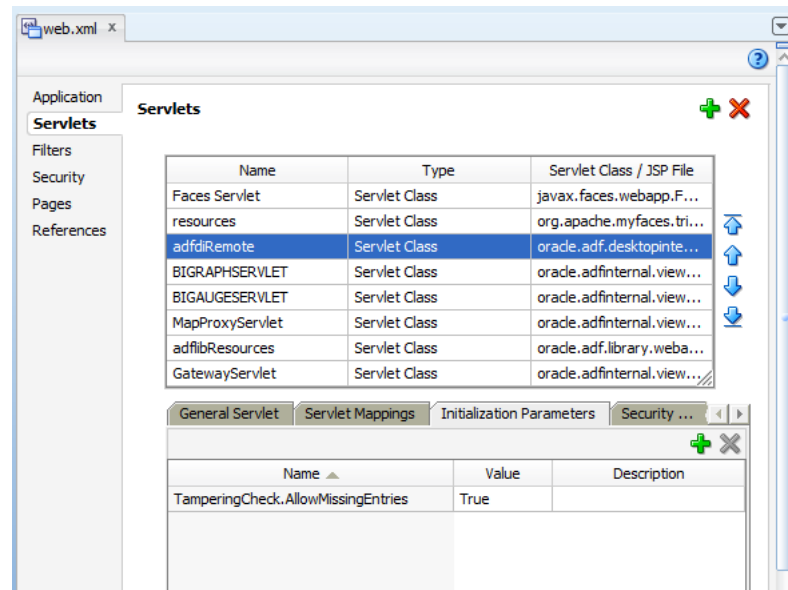 web.xml x
Application
Servlets
Filters
Security
Pages
References
Servlets
Name Type Servlet Class / JSP File
Faces Servlet Servlet Class javax.faces.webapp.F...
resources Servlet Class org.apache.myfaces.tri...
adfdiRemote Servlet Class oracle.adf.desktopinte...
BIGRAPHSERVLET Servlet Class oracle.adfinternal.view...
BIGAUGESERVLET Servlet Class oracle.adfinternal.view...
MapProxyServlet Servlet Class oracle.adfinternal.view...
adflibResources Servlet Class oracle.adf.library.weba...
GatewayServlet Servlet Class oracle.adfinternal.view...
General Servlet Servlet Mappings Initialization Parameters Security ...
Name Value Description
TamperingCheck.AllowMissingEntries True